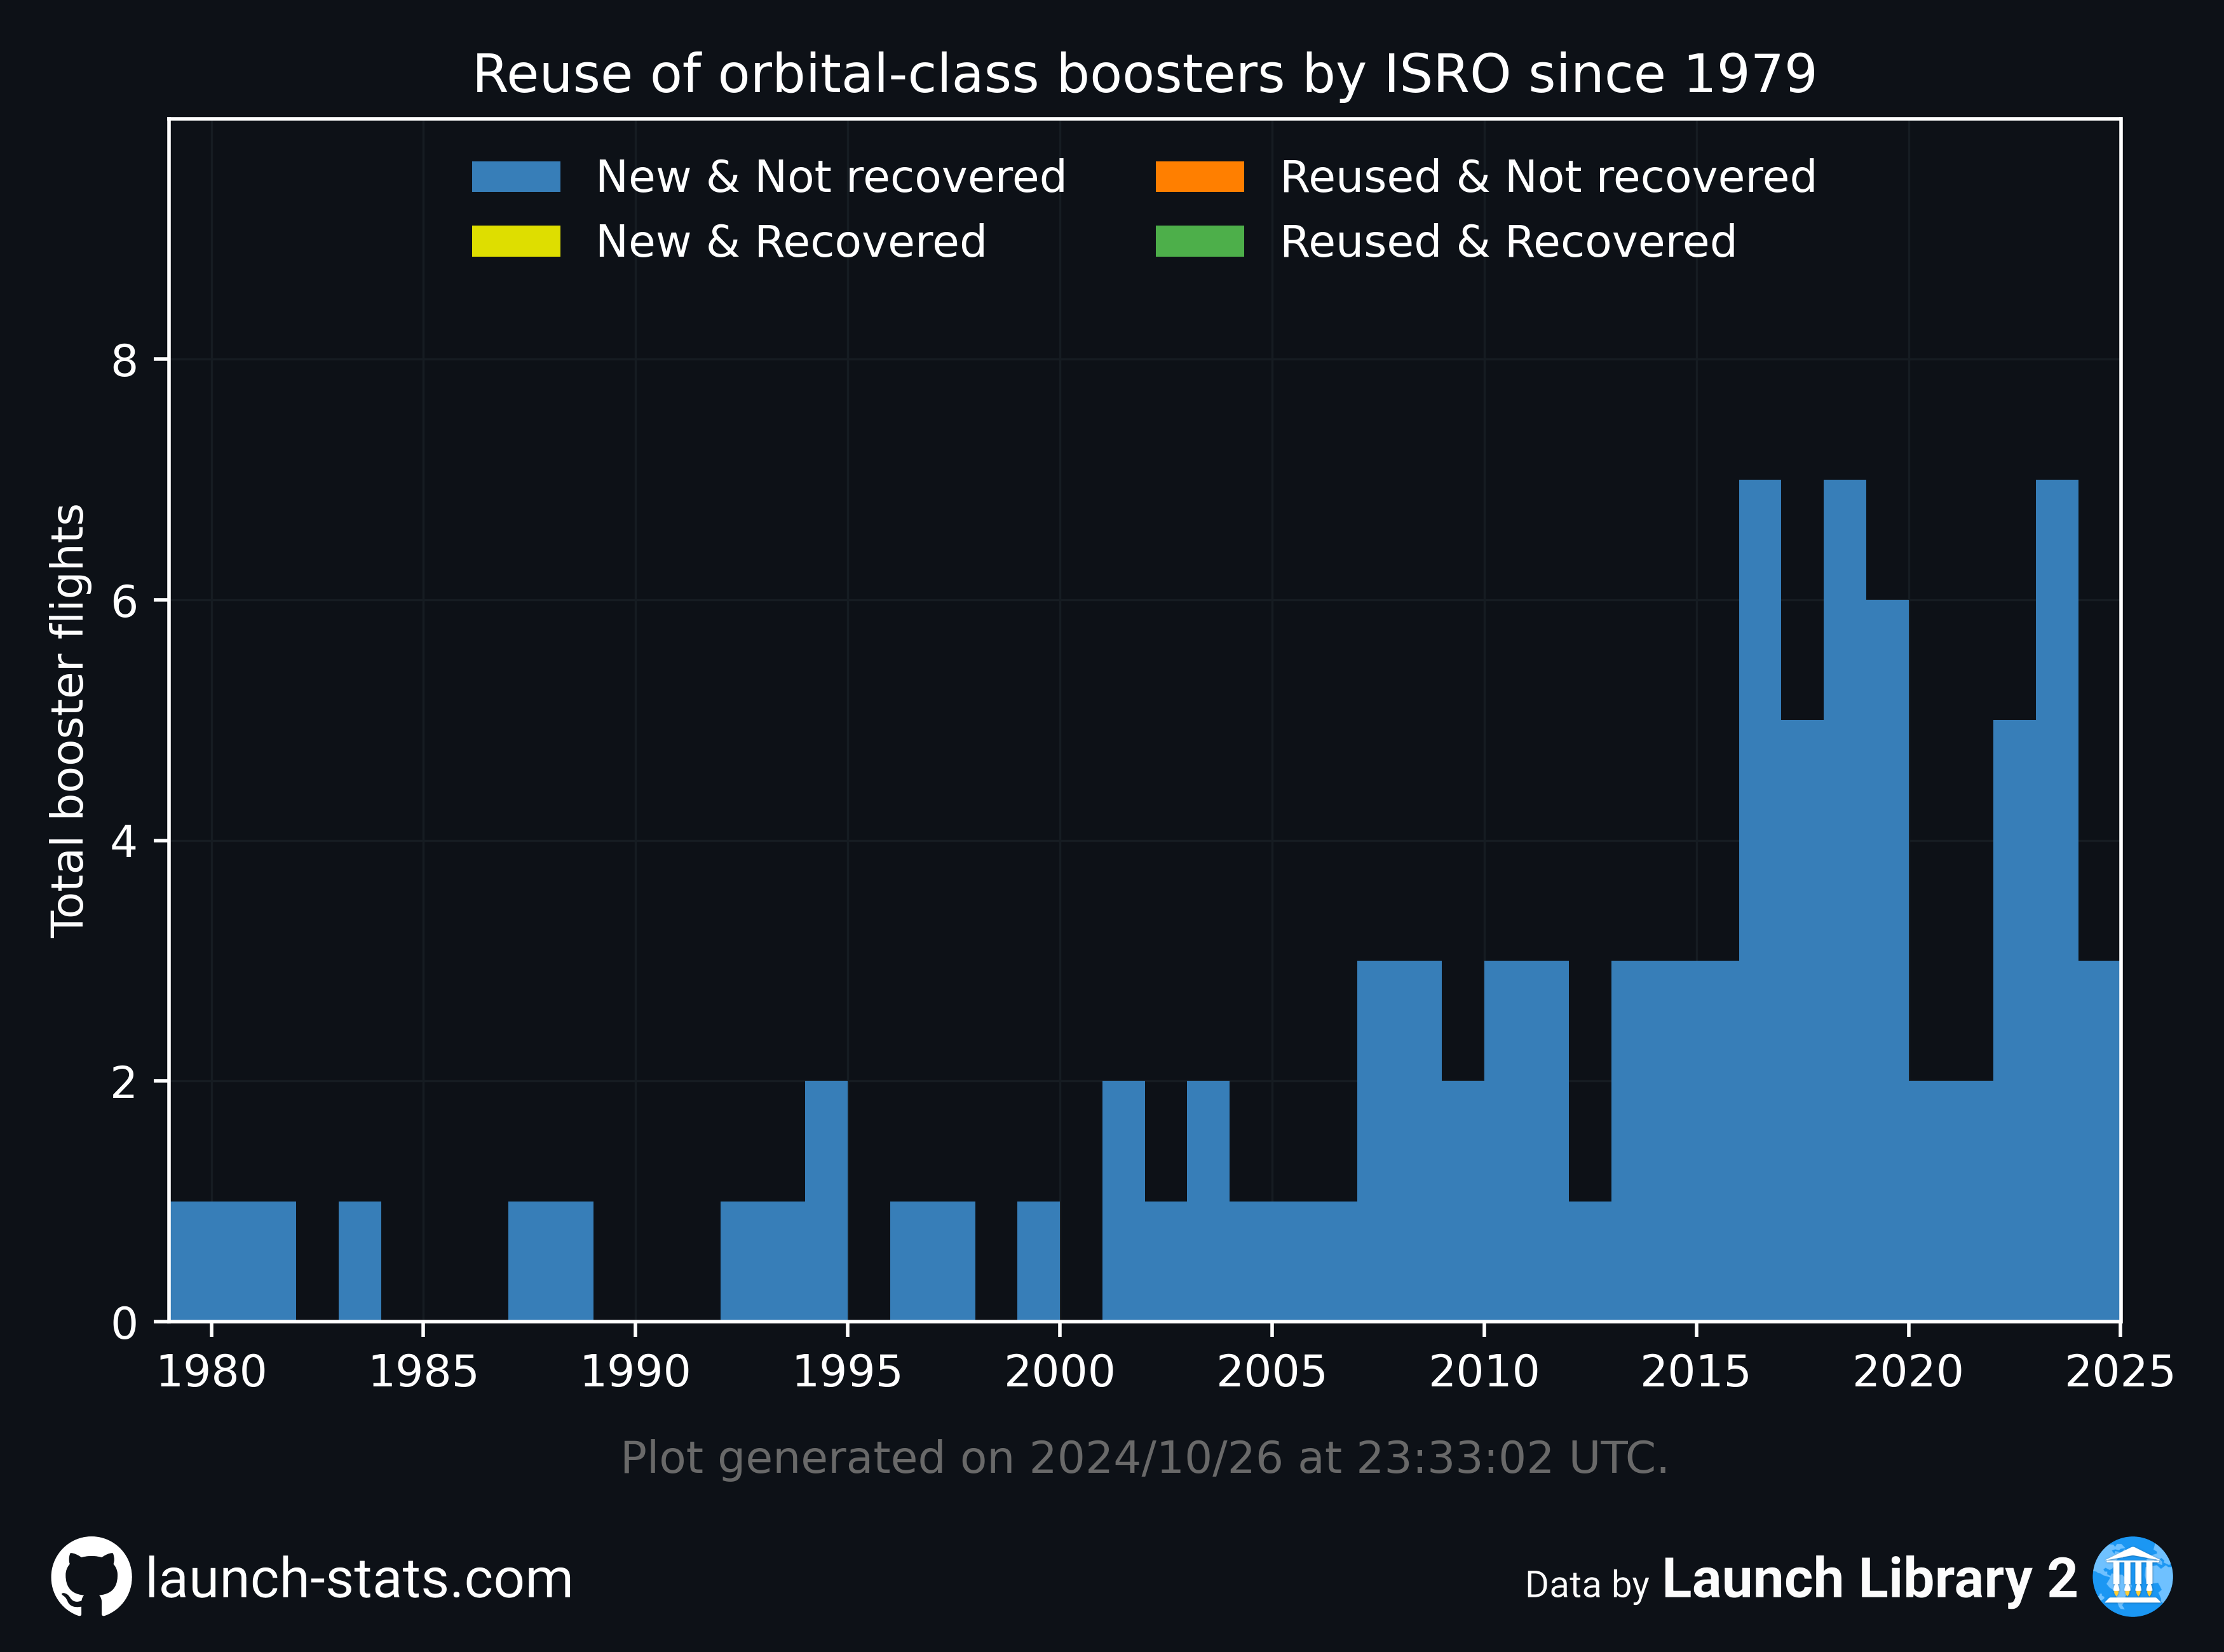 Reuse of orbital-class boosters by ISRO since 1979
New & Not recovered
New & Recovered
Reused & Not recovered
Reused & Recovered
Total booster flights
8
6
4
2
0
1980 1985 1990 1995 2000 2005 2010 2015 2020 2025
Plot generated on 2024/10/26 at 23:33:02 UTC.
launch-stats.com
Data by Launch Library 2